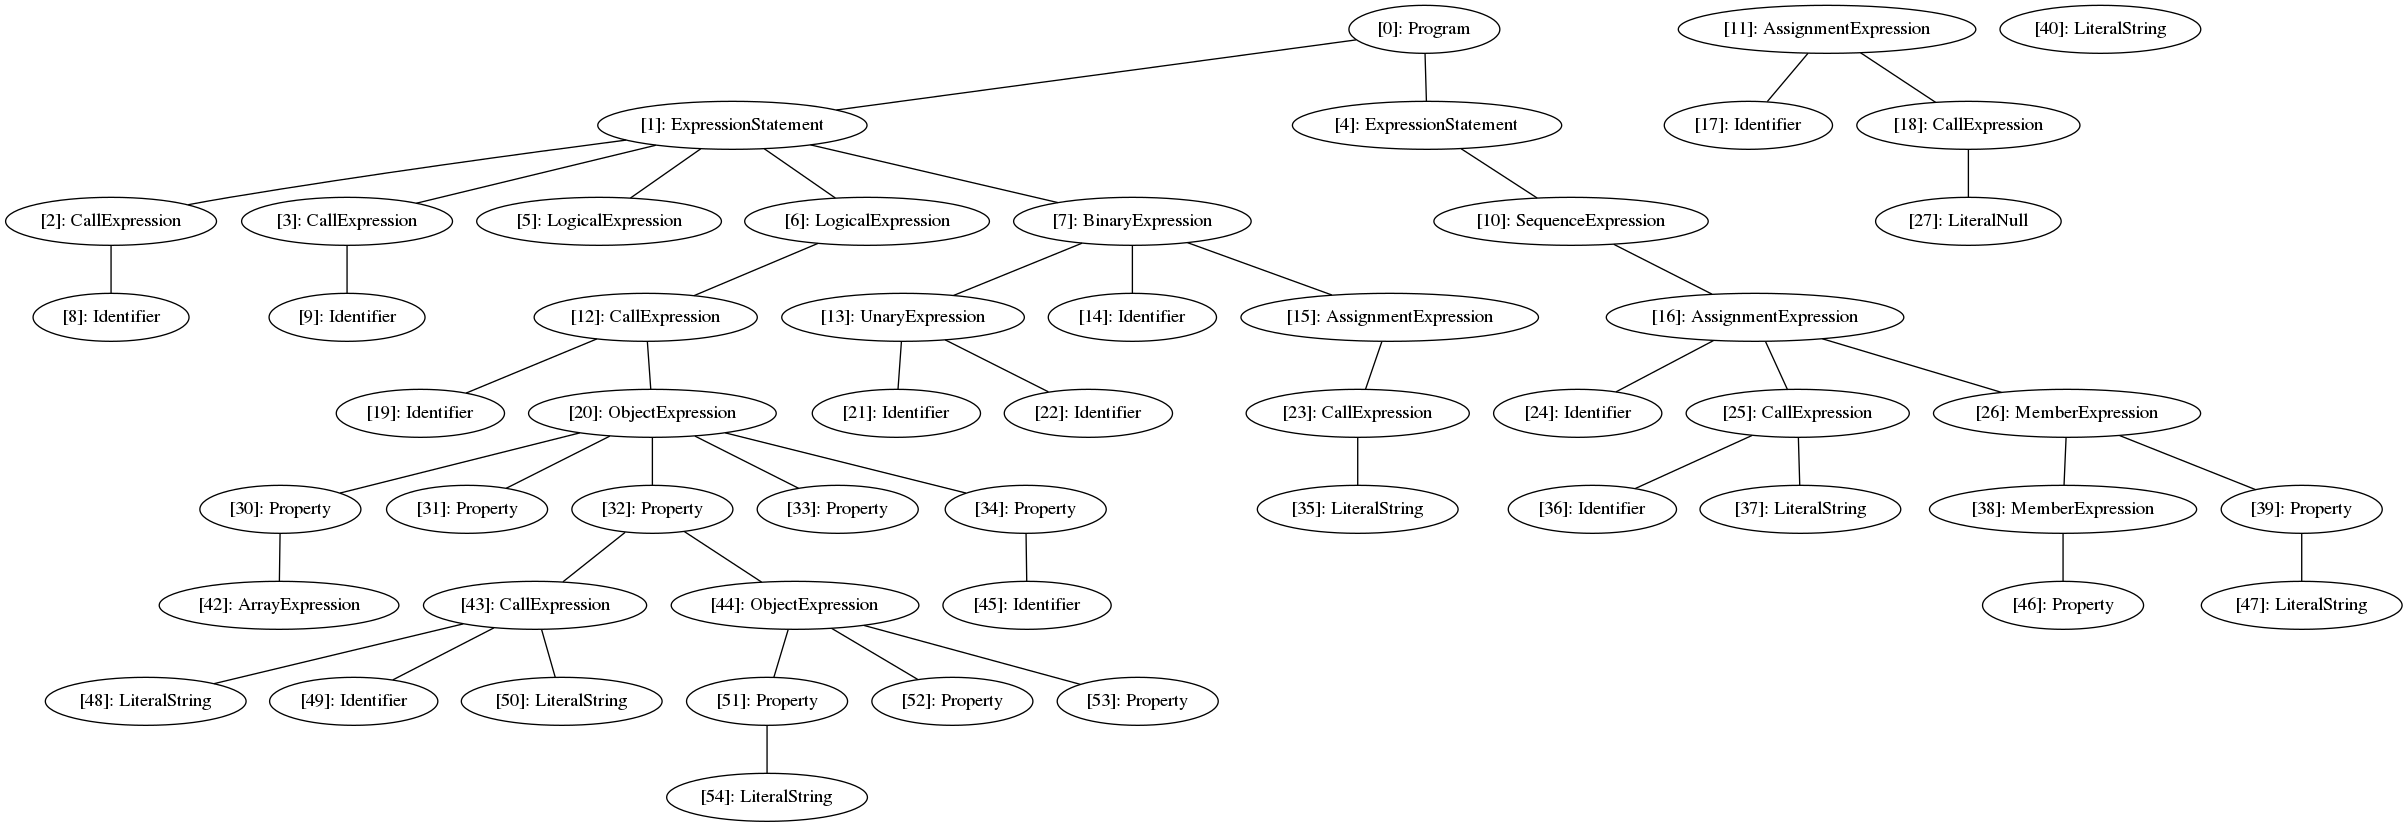 [0]: Program
[11]: AssignmentExpression
[40]: LiteralString
[1]: ExpressionStatement
[4]: ExpressionStatement
[17]: Identifier
[18]: CallExpression
[2]: CallExpression
[3]: CallExpression
[5]: LogicalExpression
[6]: LogicalExpression
[7]: BinaryExpression
[10]: SequenceExpression
[27]: LiteralNull
[8]: Identifier
[9]: Identifier
[12]: CallExpression
[13]: UnaryExpression
[14]: Identifier
[15]: AssignmentExpression
[16]: AssignmentExpression
[19]: Identifier
[20]: ObjectExpression
[21]: Identifier
[22]: Identifier
[23]: CallExpression
[24]: Identifier
[25]: CallExpression
[26]: MemberExpression
[30]: Property
[31]: Property
[32]: Property
[33]: Property
[34]: Property
[35]: LiteralString
[36]: Identifier
[37]: LiteralString
[38]: MemberExpression
[39]: Property
[42]: ArrayExpression
[43]: CallExpression
[44]: ObjectExpression
[45]: Identifier
[46]: Property
[47]: LiteralString
[48]: LiteralString
[49]: Identifier
[50]: LiteralString
[51]: Property
[52]: Property
[53]: Property
[54]: LiteralString